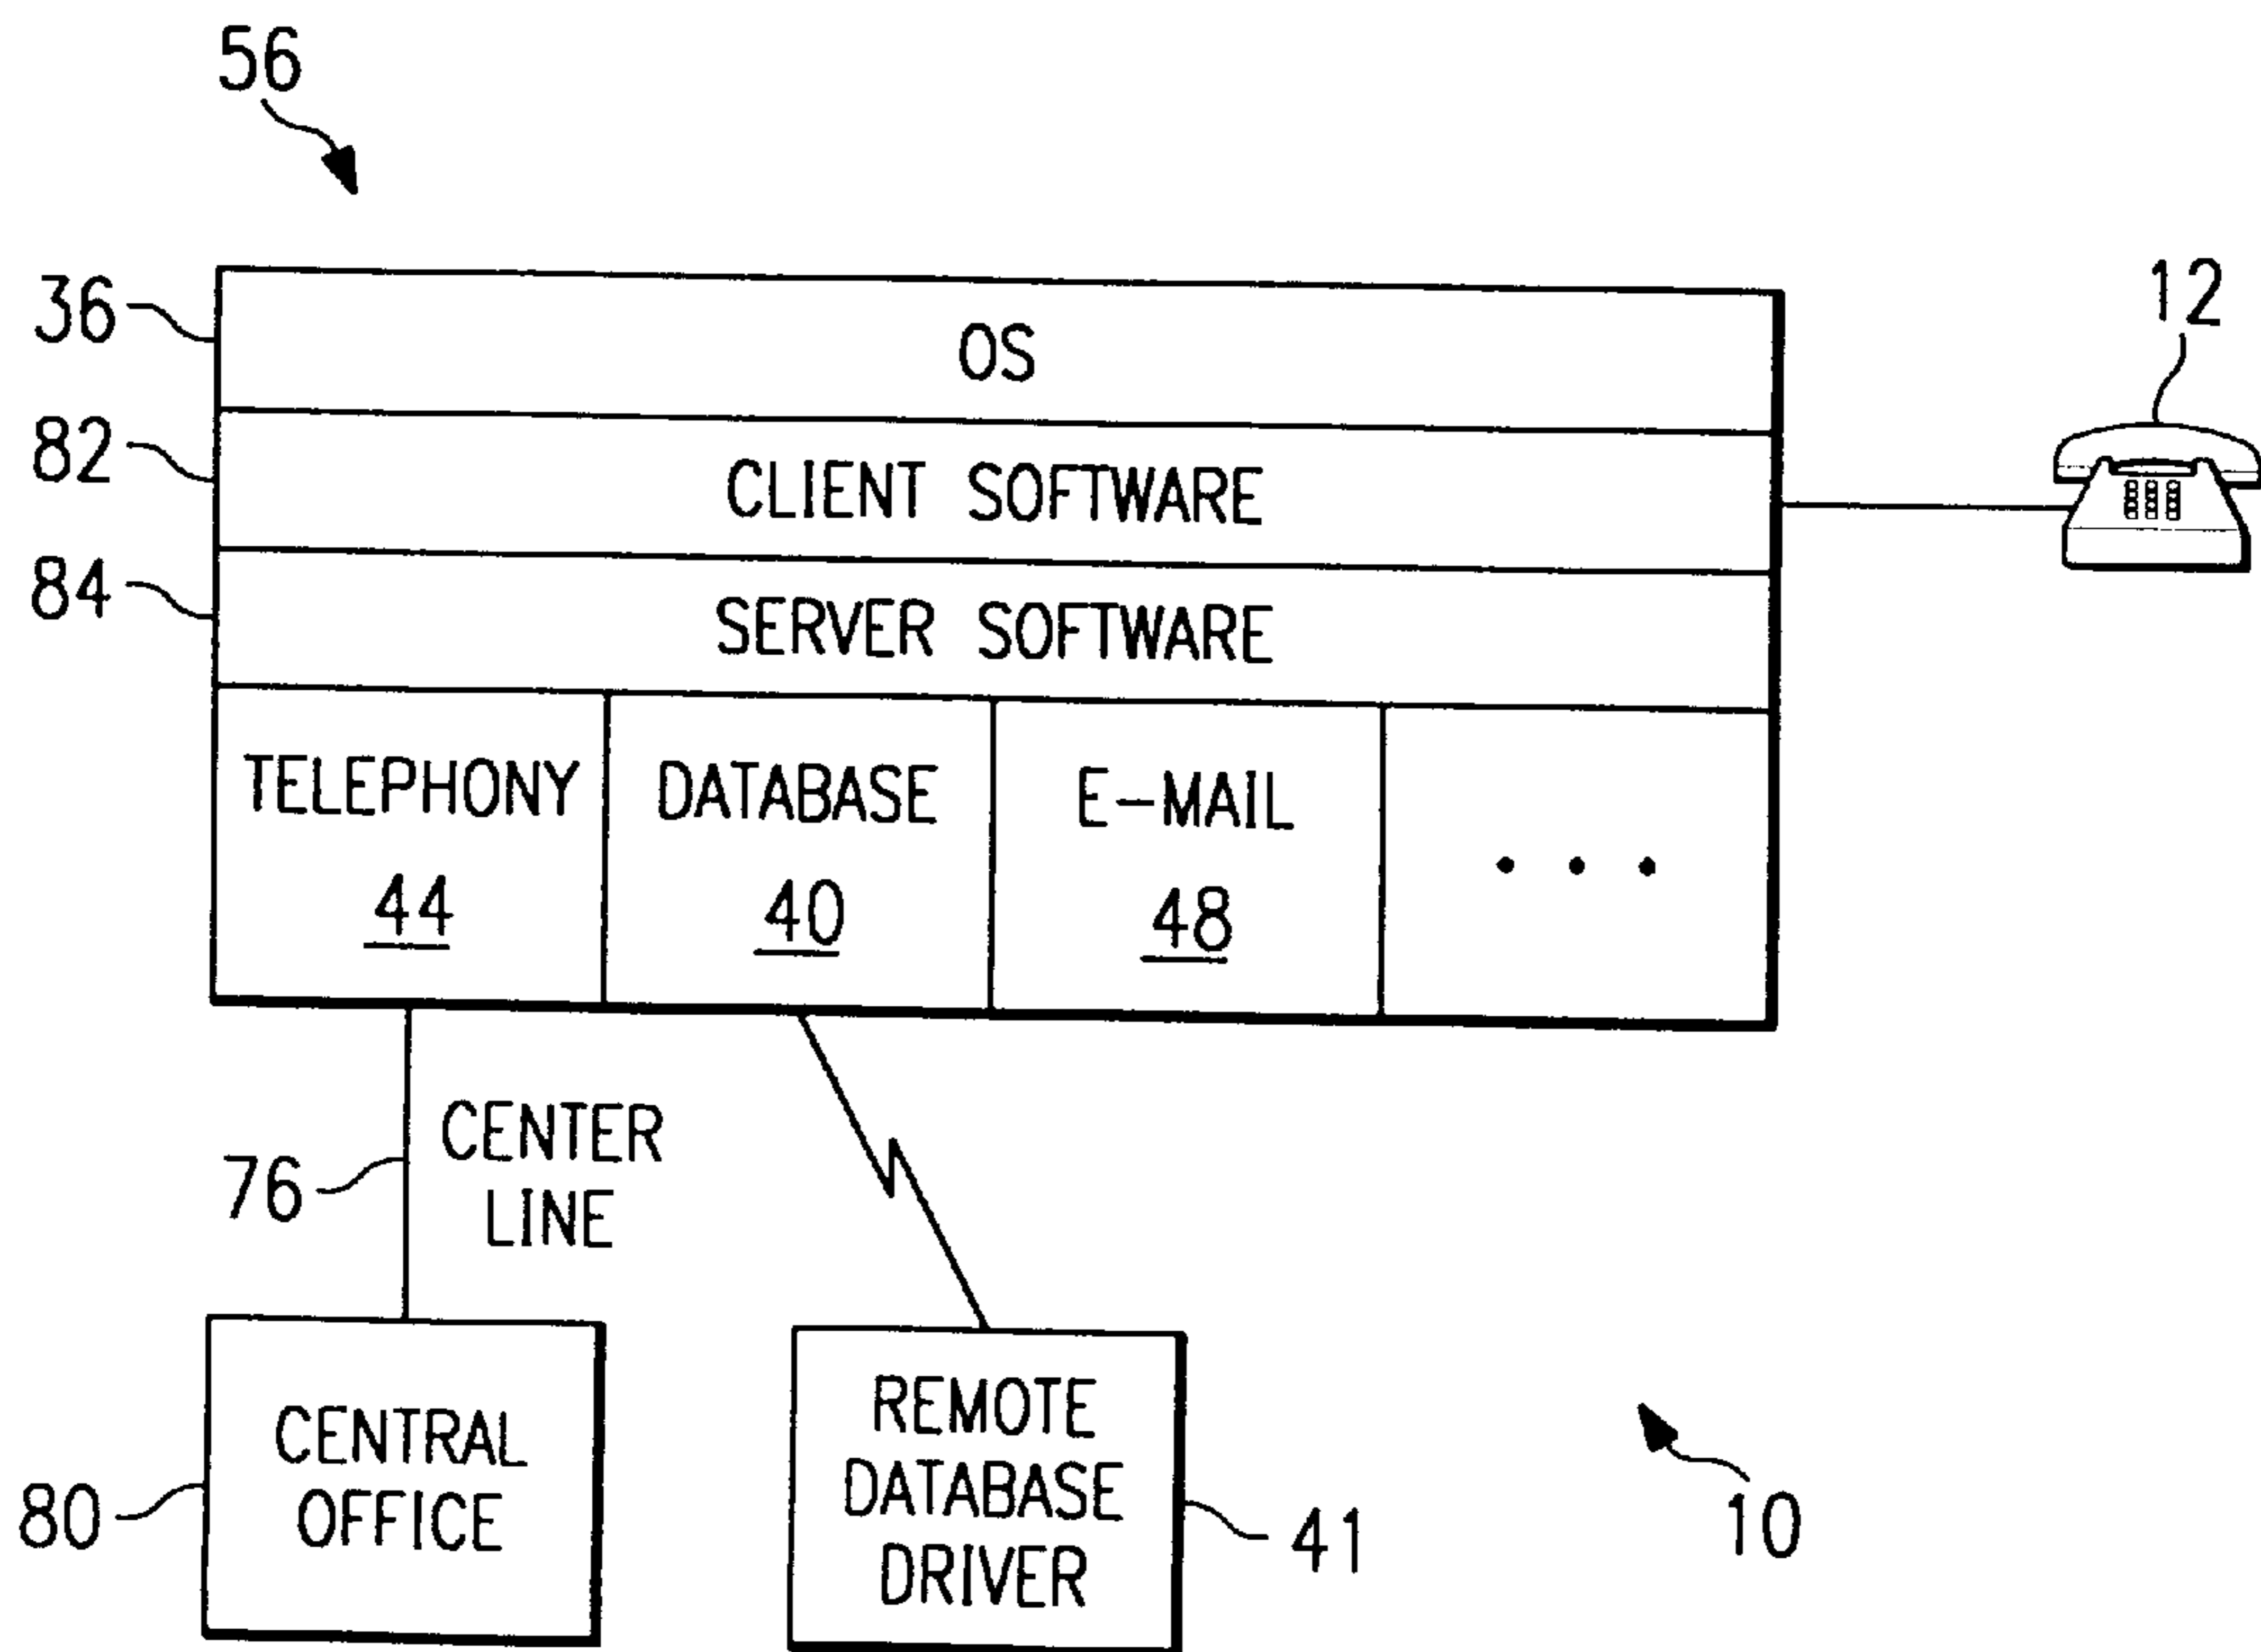 56
36
OS
12
82
CLIENT SOFTWARE
84
SERVER SOFTWARE
TELEPHONY
44
DATABASE
40
E-MAIL
48
• • •
76
CENTER
LINE
80
CENTRAL
OFFICE
REMOTE
DATABASE
DRIVER
41
10